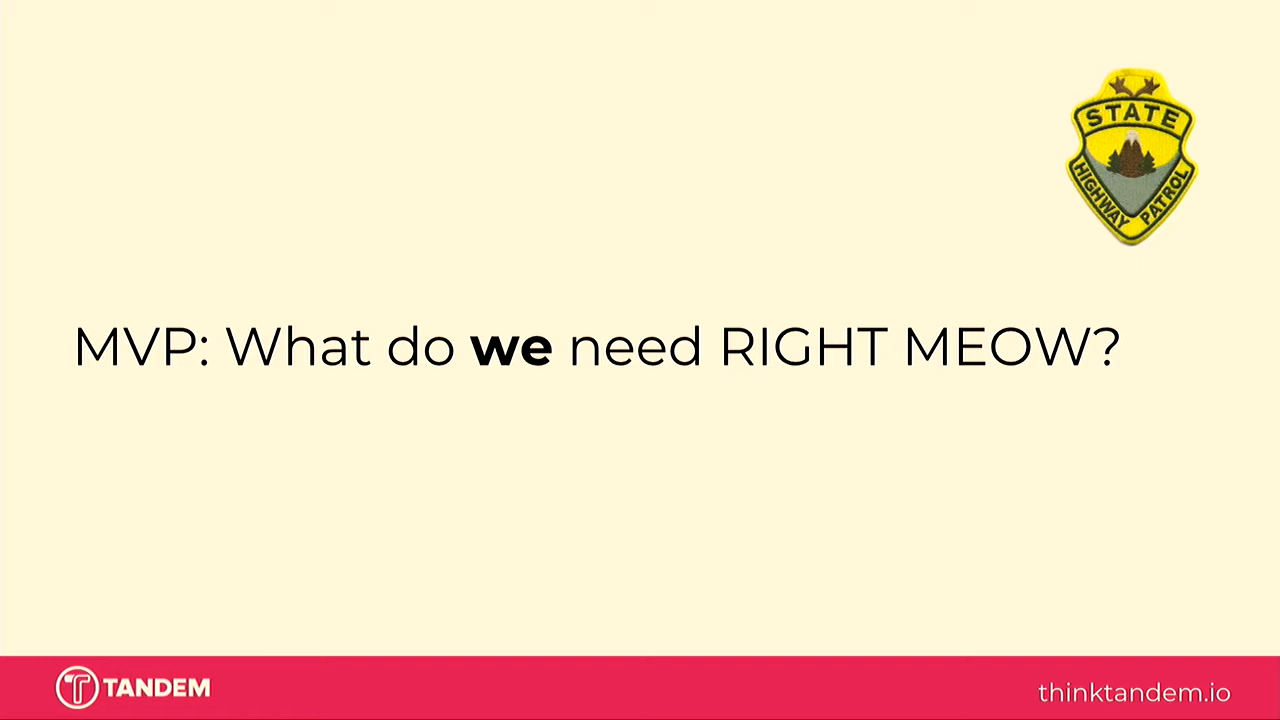 STATE
HIGHWAY PATROL
MVP: What do we need RIGHT MEOW?
TANDEM
thinktandem.io